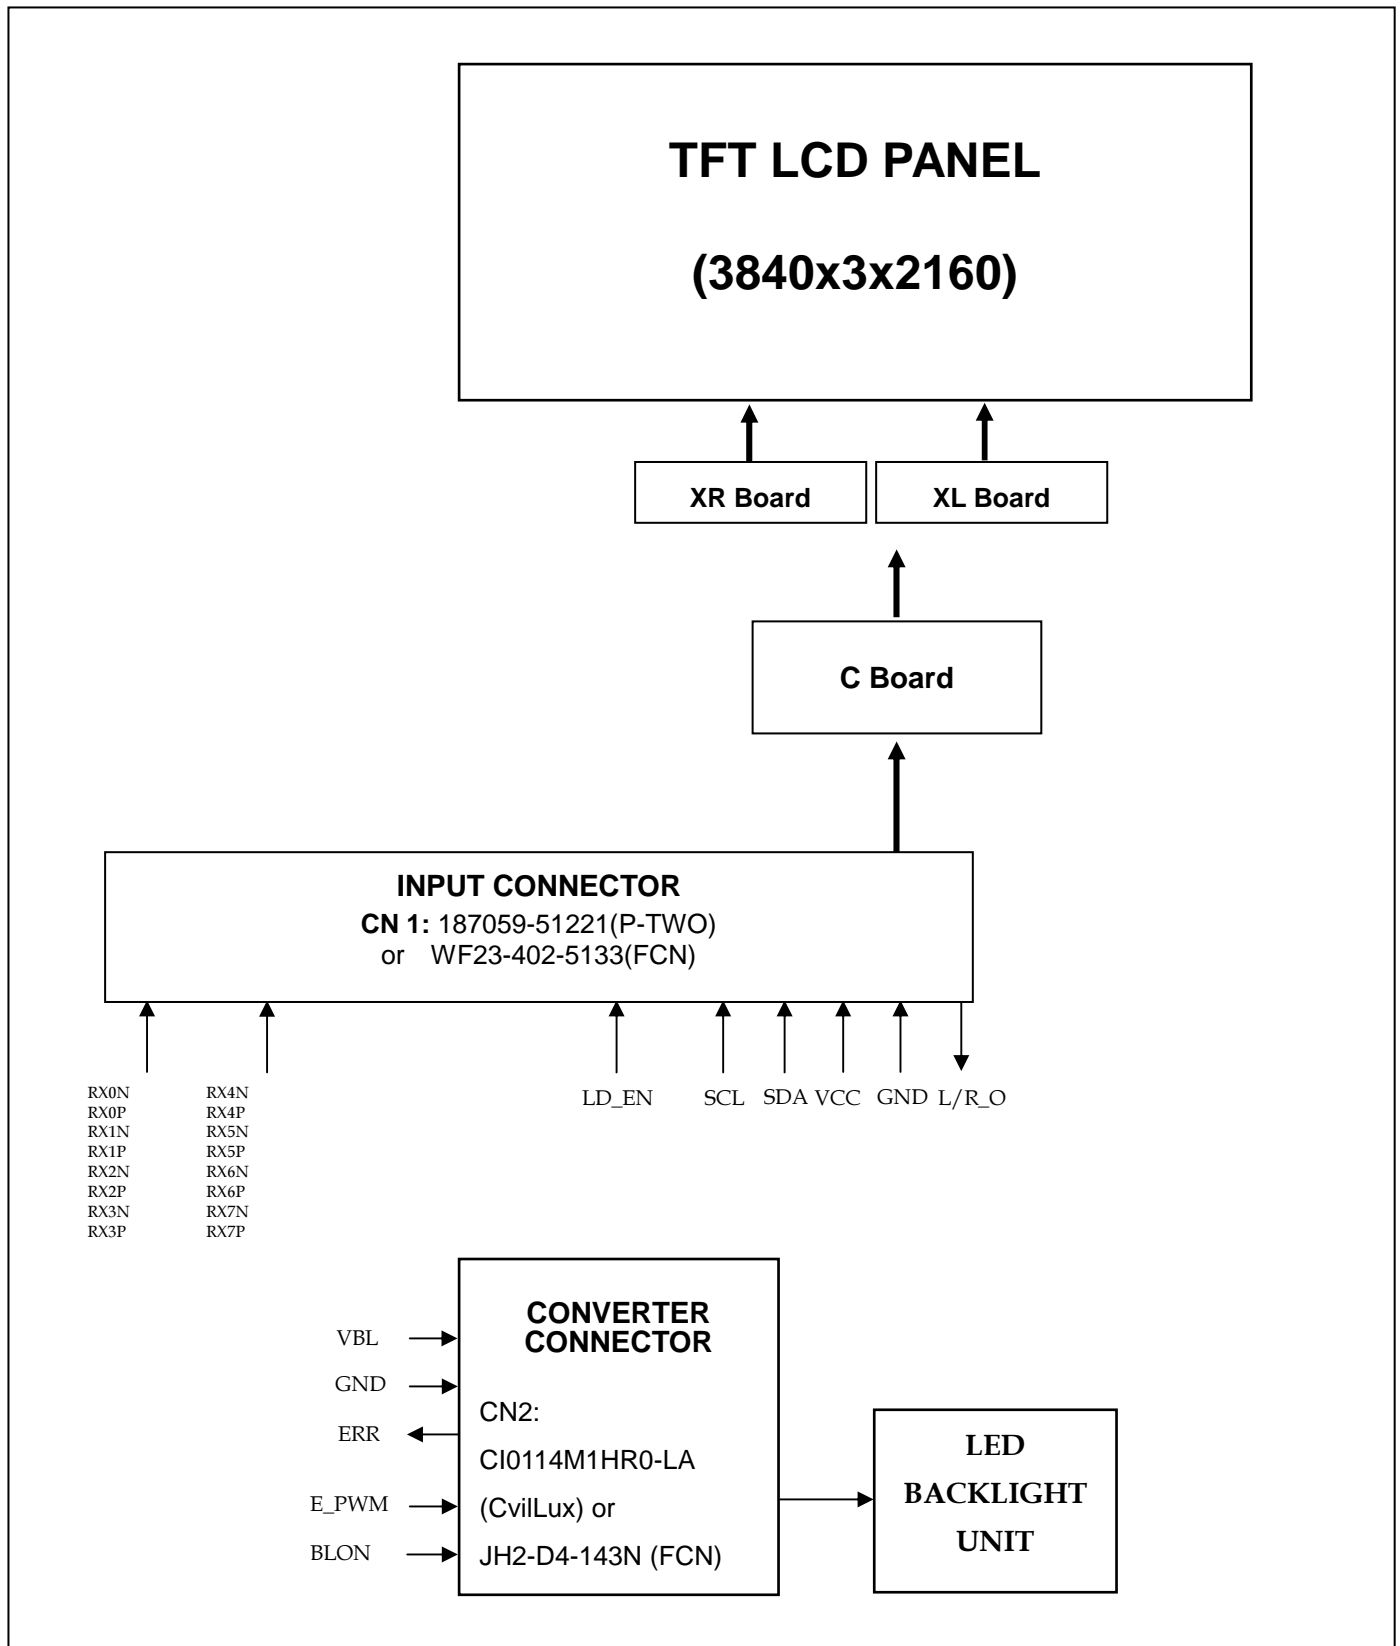 TFT LCD PANEL
(3840x3x2160)
XR Board
XL Board
C Board
INPUT CONNECTOR
CN 1: 187059-51221(P-TWO)
or WF23-402-5133(FCN)
RX0N
RX0P
RX1N
RX1P
RX2N
RX2P
RX3N
RX3P
RX4N
RX4P
RX5N
RX5P
RX6N
RX6P
RX7N
RX7P
LD_EN
SCL
SDA
VCC
GND
L/R_O
VBL
GND
ERR
E_PWM
BLON
CONVERTER
CONNECTOR
CN2:
CI0114M1HR0-LA
(CvilLux) or
JH2-D4-143N (FCN)
LED
BACKLIGHT
UNIT